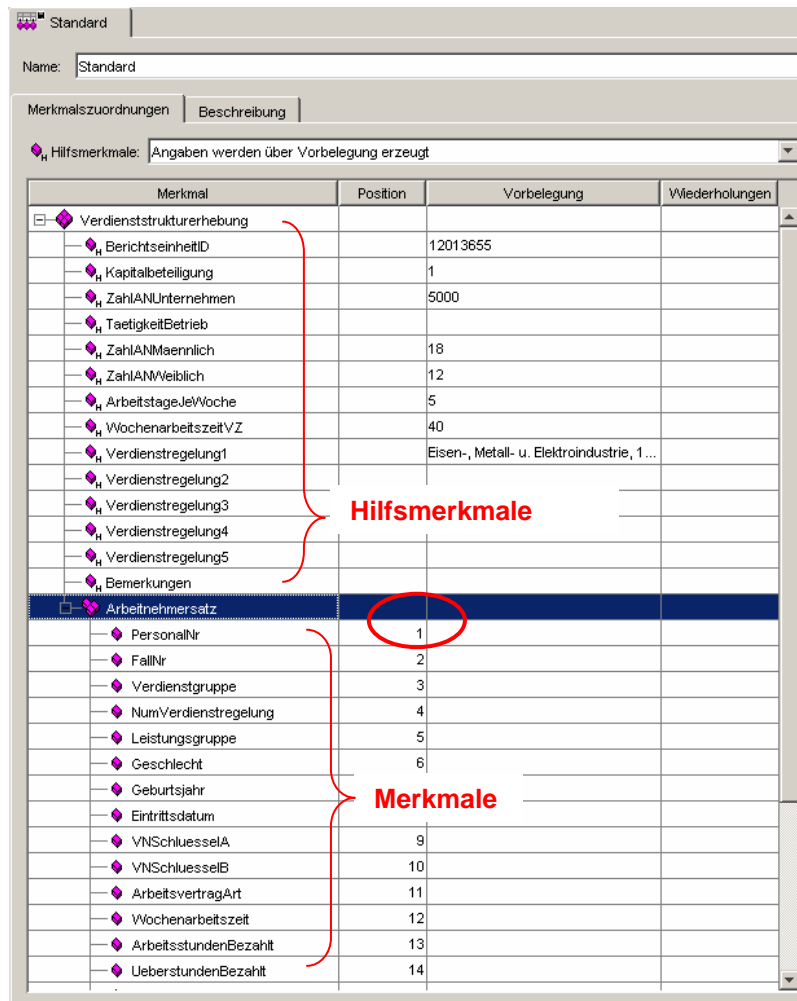 Standard
Name: Standard
Merkmalszuordnungen Beschreibung
H Hilfsmerkmale: Angaben werden über Vorbelegung erzeugt
Merkmal Position Vorbelegung Wiederholungen
Verdienststrukturerhebung
H BerichtseinheitID 12013655
H Kapitalbeteiligung 1
H ZahlANUnternehmen 5000
H TaetigkeitBetrieb
H ZahlANMaennlich 18
H ZahlANWeiblich 12
H ArbeitstageJeWoche 5
H WochenarbeitszeitVZ 40
H Verdienstregelung1 Eisen-, Metall- u. Elektroindustrie, 1...
H Verdienstregelung2
H Verdienstregelung3
Hilfsmerkmale
H Verdienstregelung4
H Verdienstregelung5
H Bemerkungen
Arbeitnehmersatz
PersonalNr 1
FallNr 2
Verdienstgruppe 3
NumVerdienstregelung 4
Leistungsgruppe 5
Geschlecht 6
Geburtsjahr
Merkmale
Eintrittsdatum
VNSchluesselA 9
VNSchluesselB 10
ArbeitsvertragArt 11
Wochenarbeitszeit 12
ArbeitsstundenBezahlt 13
UeberstundenBezahlt 14